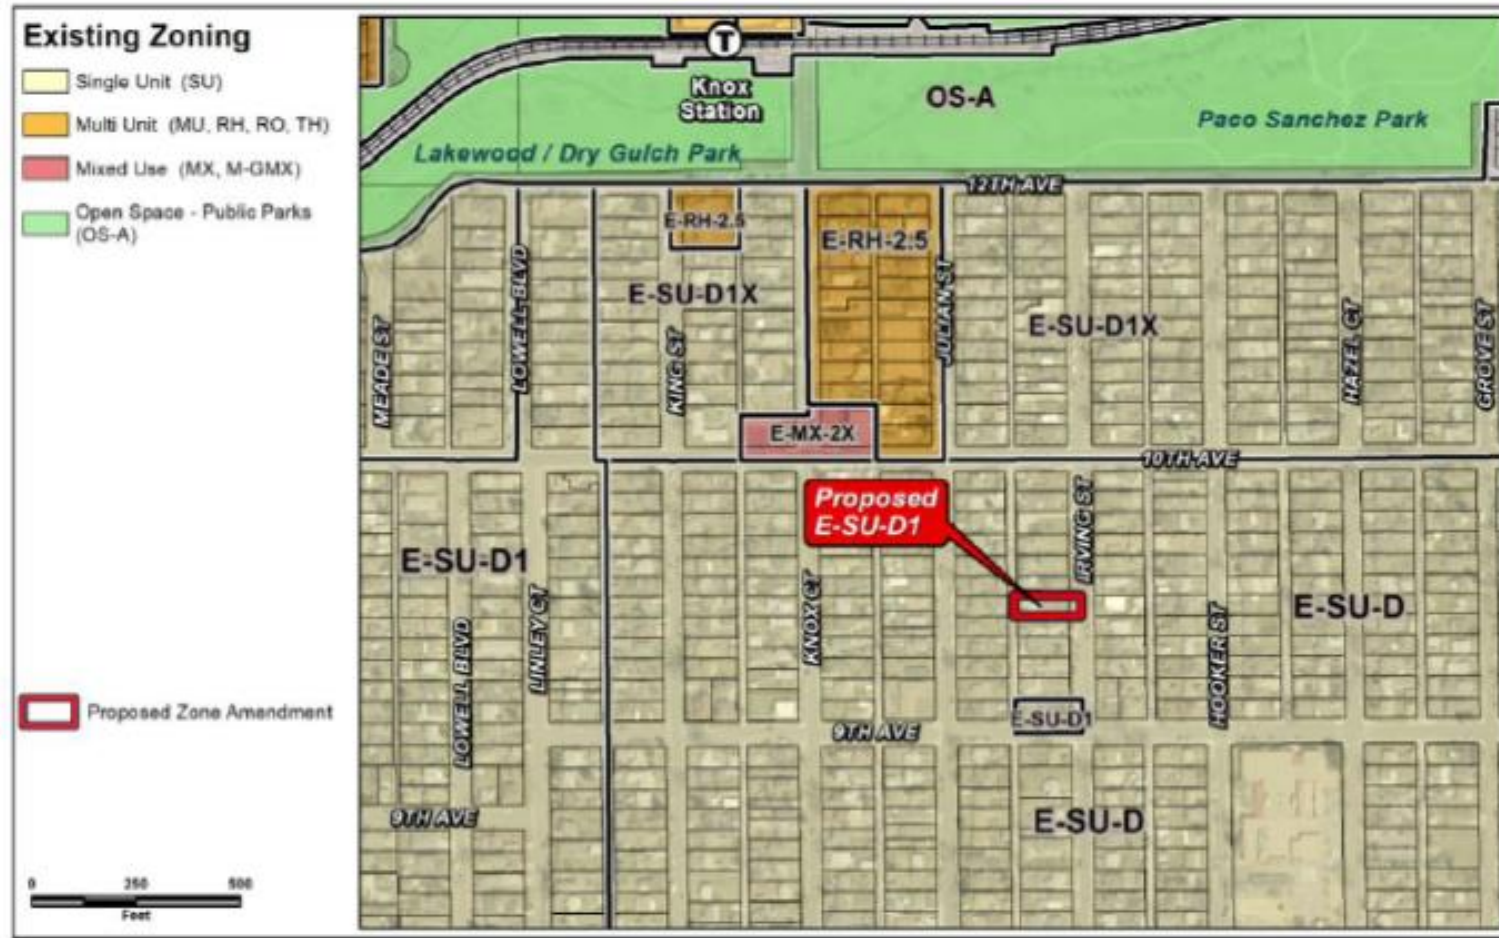 Existing Zoning
Single Unit (SU)
Multi Unit (MU, RH, RO, TH)
Mixed Use (MX, M-GMX)
Open Space - Public Parks
(OS-A)
Proposed Zone Amendment
0 250 500
Feet
T
Knox
Station
OS-A
Paco Sanchez Park
Lakewood / Dry Gulch Park
12TH AVE
E-RH-2.5
E-RH-2.5
E-SU-D1X
E-SU-D1X
MEADE ST
LOWELL BLVD
KING ST
JULIAN ST
HAZEL CT
GROVE ST
E-MX-2X
10TH AVE
Proposed
E-SU-D1
E-SU-D1
IRVING ST
LINLEY CT
KNOX CT
E-SU-D
HOOKER ST
LOWELL BLVD
E-SU-D1
9TH AVE
9TH AVE
E-SU-D